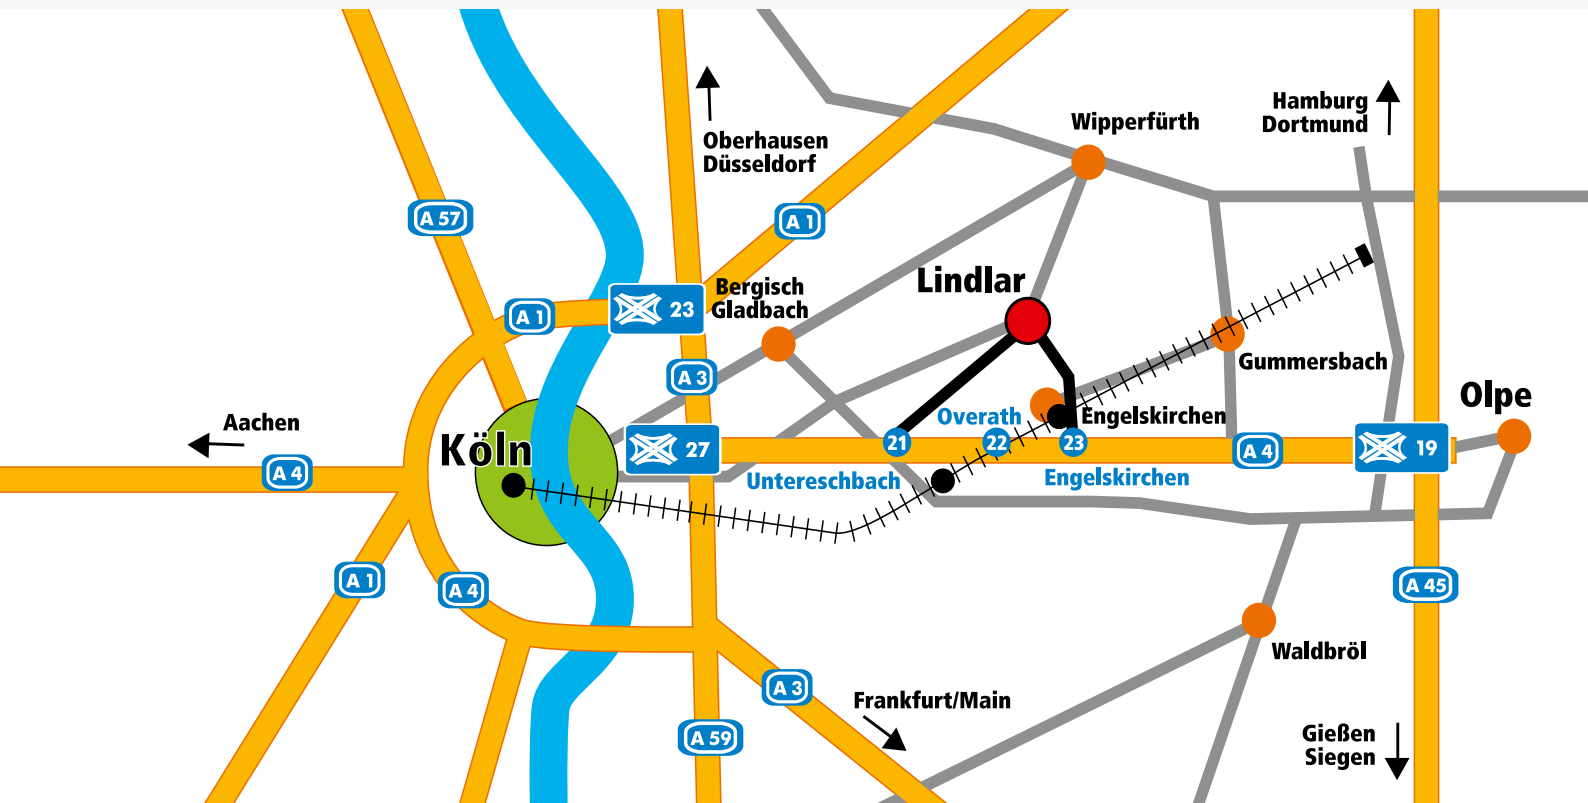 Hamburg
Dortmund
Wipperfürth
Oberhausen
Düsseldorf
A 57
A 1
Lindlar
Bergisch
Gladbach
23
A 1
Gummersbach
A 3
Olpe
Aachen
Overath
Engelskirchen
Köln
27
21
22
23
A 4
19
A 4
Untereschbach
Engelskirchen
A 1
A 4
A 45
Waldbröl
A 3
Frankfurt/Main
A 59
Gießen
Siegen